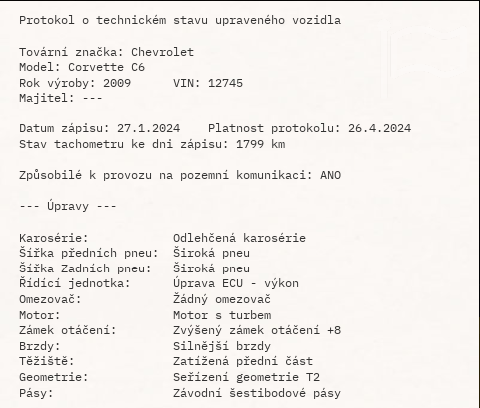 Protokol o technickém stavu upraveného vozidla
Tovární značka: Chevrolet
Model: Corvette C6
Rok výroby: 2009 VIN: 12745
Majitel: ---
Datum zápisu: 27.1.2024 Platnost protokolu: 26.4.2024
Stav tachometru ke dni zápisu: 1799 km
Způsobilé k provozu na pozemní komunikaci: ANO
--- Úpravy ---
Karosérie: Odlehčená karosérie
Šířka předních pneu: Široká pneu
Šířka Zadních pneu: Široká pneu
Řídící jednotka: Úprava ECU - výkon
Omezovač: Žádný omezovač
Motor: Motor s turbem
Zámek otáčení: Zvýšený zámek otáčení +8
Brzdy: Silnější brzdy
Těžiště: Zatížená přední část
Geometrie: Seřízení geometrie T2
Pásy: Závodní šestibodové pásy